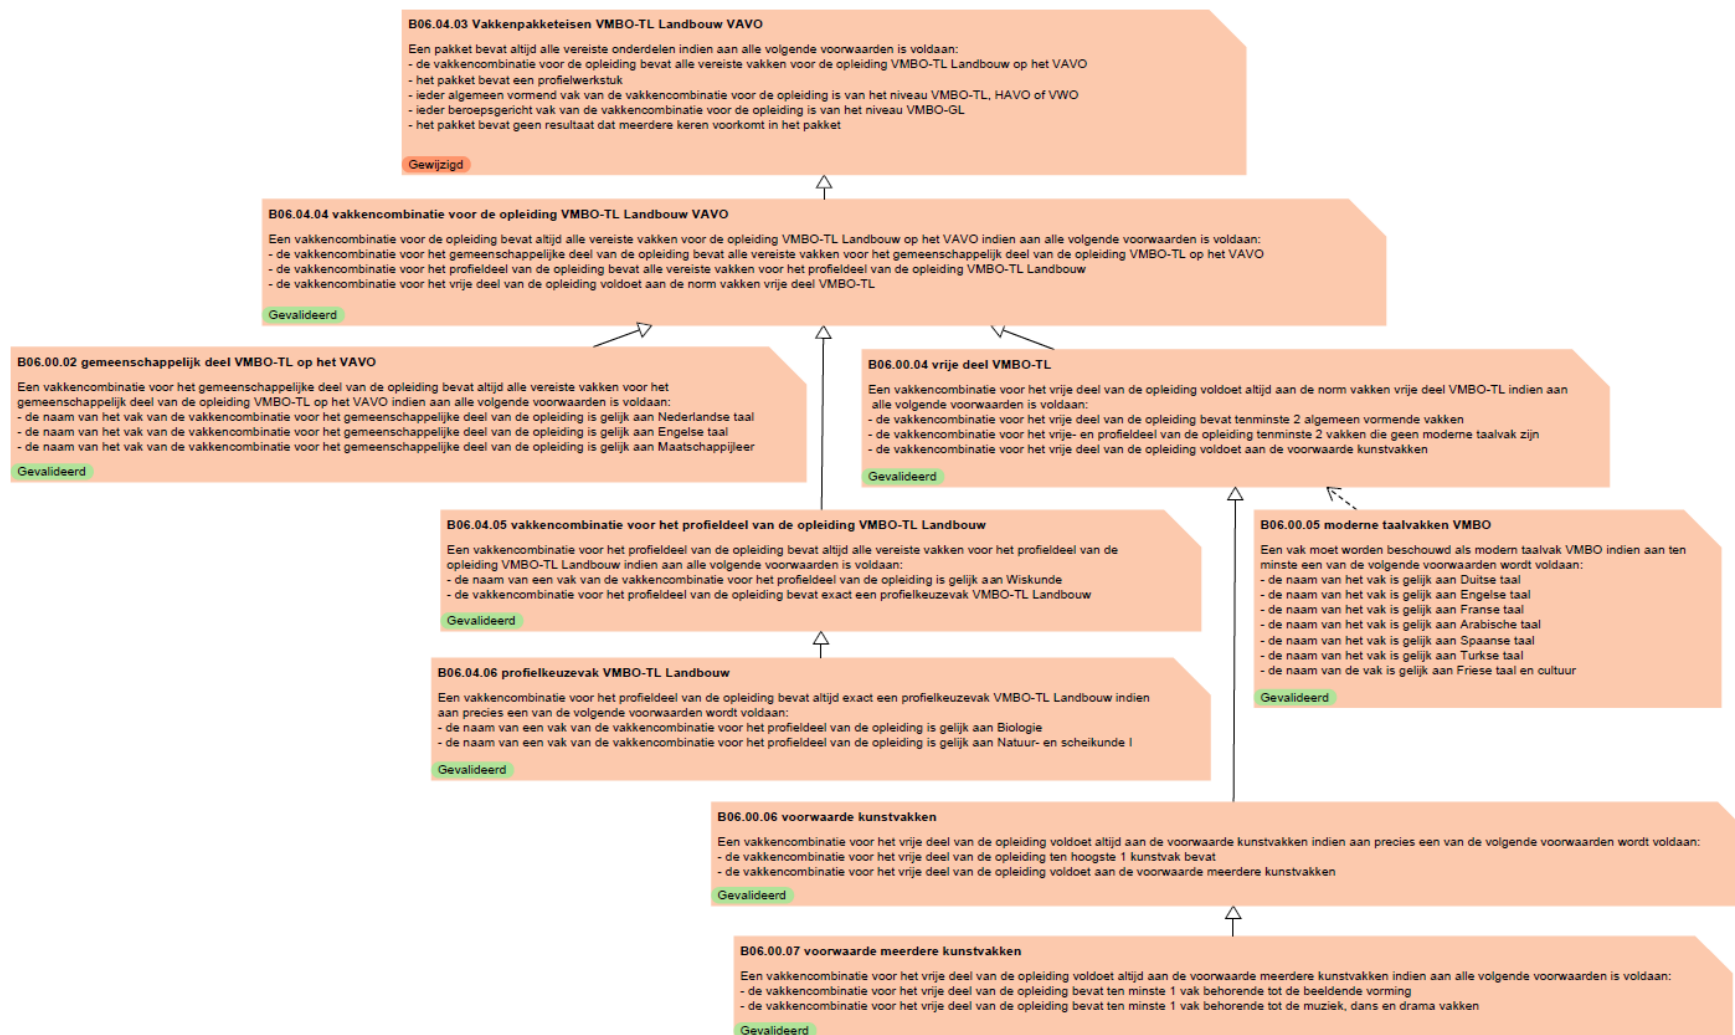 B06.04.03 Vakkenpakketeisen VMBO-TL Landbouw VAVO
Een pakket bevat altijd alle vereiste onderdelen indien aan alle volgende voorwaarden is voldaan:
- de vakkencombinatie voor de opleiding bevat alle vereiste vakken voor de opleiding VMBO-TL Landbouw op het VAVO
- het pakket bevat een profielwerkstuk
- ieder algemeen vormend vak van de vakkencombinatie voor de opleiding is van het niveau VMBO-TL, HAVO of VWO
- ieder beroepsgericht vak van de vakkencombinatie voor de opleiding is van het niveau VMBO-GL
- het pakket bevat geen resultaat dat meerdere keren voorkomt in het pakket
Gewijzigd
B06.04.04 vakkencombinatie voor de opleiding VMBO-TL Landbouw VAVO
Een vakkencombinatie voor de opleiding bevat altijd alle vereiste vakken voor de opleiding VMBO-TL Landbouw op het VAVO indien aan alle volgende voorwaarden is voldaan:
- de vakkencombinatie voor het gemeenschappelijke deel van de opleiding bevat alle vereiste vakken voor het gemeenschappelijk deel van de opleiding VMBO-TL op het VAVO
- de vakkencombinatie voor het profieldeel van de opleiding bevat alle vereiste vakken voor het profieldeel van de opleiding VMBO-TL Landbouw
- de vakkencombinatie voor het vrije deel van de opleiding voldoet aan de norm vakken vrije deel VMBO-TL
Gevalideerd
B06.00.02 gemeenschappelijk deel VMBO-TL op het VAVO
Een vakkencombinatie voor het gemeenschappelijke deel van de opleiding bevat altijd alle vereiste vakken voor het
gemeenschappelijk deel van de opleiding VMBO-TL op het VAVO indien aan alle volgende voorwaarden is voldaan:
- de naam van het vak van de vakkencombinatie voor het gemeenschappelijke deel van de opleiding is gelijk aan Nederlandse taal
- de naam van het vak van de vakkencombinatie voor het gemeenschappelijke deel van de opleiding is gelijk aan Engelse taal
- de naam van het vak van de vakkencombinatie voor het gemeenschappelijke deel van de opleiding is gelijk aan Maatschappijleer
Gevalideerd
B06.00.04 vrije deel VMBO-TL
Een vakkencombinatie voor het vrije deel van de opleiding voldoet altijd aan de norm vakken vrije deel VMBO-TL indien aan
alle volgende voorwaarden is voldaan:
- de vakkencombinatie voor het vrije deel van de opleiding bevat tenminste 2 algemeen vormende vakken
- de vakkencombinatie voor het vrije- en profieldeel van de opleiding tenminste 2 vakken die geen moderne taalvak zijn
- de vakkencombinatie voor het vrije deel van de opleiding voldoet aan de voorwaarde kunstvakken
Gevalideerd
B06.04.05 vakkencombinatie voor het profieldeel van de opleiding VMBO-TL Landbouw
Een vakkencombinatie voor het profieldeel van de opleiding bevat altijd alle vereiste vakken voor het profieldeel van de
opleiding VMBO-TL Landbouw indien aan alle volgende voorwaarden is voldaan:
- de naam van een vak van de vakkencombinatie voor het profieldeel van de opleiding is gelijk aan Wiskunde
- de vakkencombinatie voor het profieldeel van de opleiding bevat exact een profielkeuzevak VMBO-TL Landbouw
Gevalideerd
B06.00.05 moderne taalvakken VMBO
Een vak moet worden beschouwd als modern taalvak VMBO indien aan ten
minste een van de volgende voorwaarden wordt voldaan:
- de naam van het vak is gelijk aan Duitse taal
- de naam van het vak is gelijk aan Engelse taal
- de naam van het vak is gelijk aan Franse taal
- de naam van het vak is gelijk aan Arabische taal
- de naam van het vak is gelijk aan Spaanse taal
- de naam van het vak is gelijk aan Turkse taal
- de naam van de vak is gelijk aan Friese taal en cultuur
Gevalideerd
B06.04.06 profielkeuzevak VMBO-TL Landbouw
Een vakkencombinatie voor het profieldeel van de opleiding bevat altijd exact een profielkeuzevak VMBO-TL Landbouw indien
aan precies een van de volgende voorwaarden wordt voldaan:
- de naam van een vak van de vakkencombinatie voor het profieldeel van de opleiding is gelijk aan Biologie
- de naam van een vak van de vakkencombinatie voor het profieldeel van de opleiding is gelijk aan Natuur- en scheikunde I
Gevalideerd
B06.00.06 voorwaarde kunstvakken
Een vakkencombinatie voor het vrije deel van de opleiding voldoet altijd aan de voorwaarde kunstvakken indien aan precies een van de volgende voorwaarden wordt voldaan:
- de vakkencombinatie voor het vrije deel van de opleiding ten hoogste 1 kunstvak bevat
- de vakkencombinatie voor het vrije deel van de opleiding voldoet aan de voorwaarde meerdere kunstvakken
Gevalideerd
B06.00.07 voorwaarde meerdere kunstvakken
Een vakkencombinatie voor het vrije deel van de opleiding voldoet altijd aan de voorwaarde meerdere kunstvakken indien aan alle volgende voorwaarden is voldaan:
- de vakkencombinatie voor het vrije deel van de opleiding bevat ten minste 1 vak behorende tot de beeldende vorming
- de vakkencombinatie voor het vrije deel van de opleiding bevat ten minste 1 vak behorende tot de muziek, dans en drama vakken
Gevalideerd